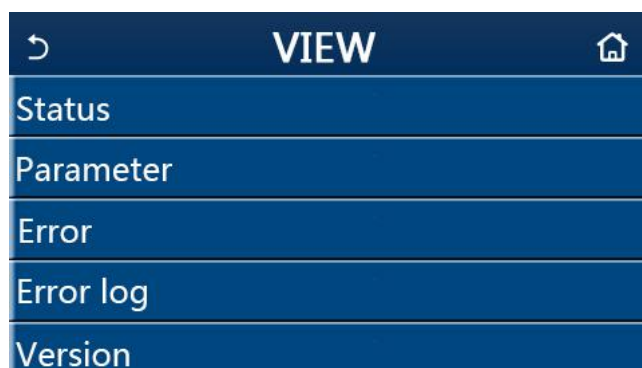 VIEW
Status
Parameter
Error
Error log
Version